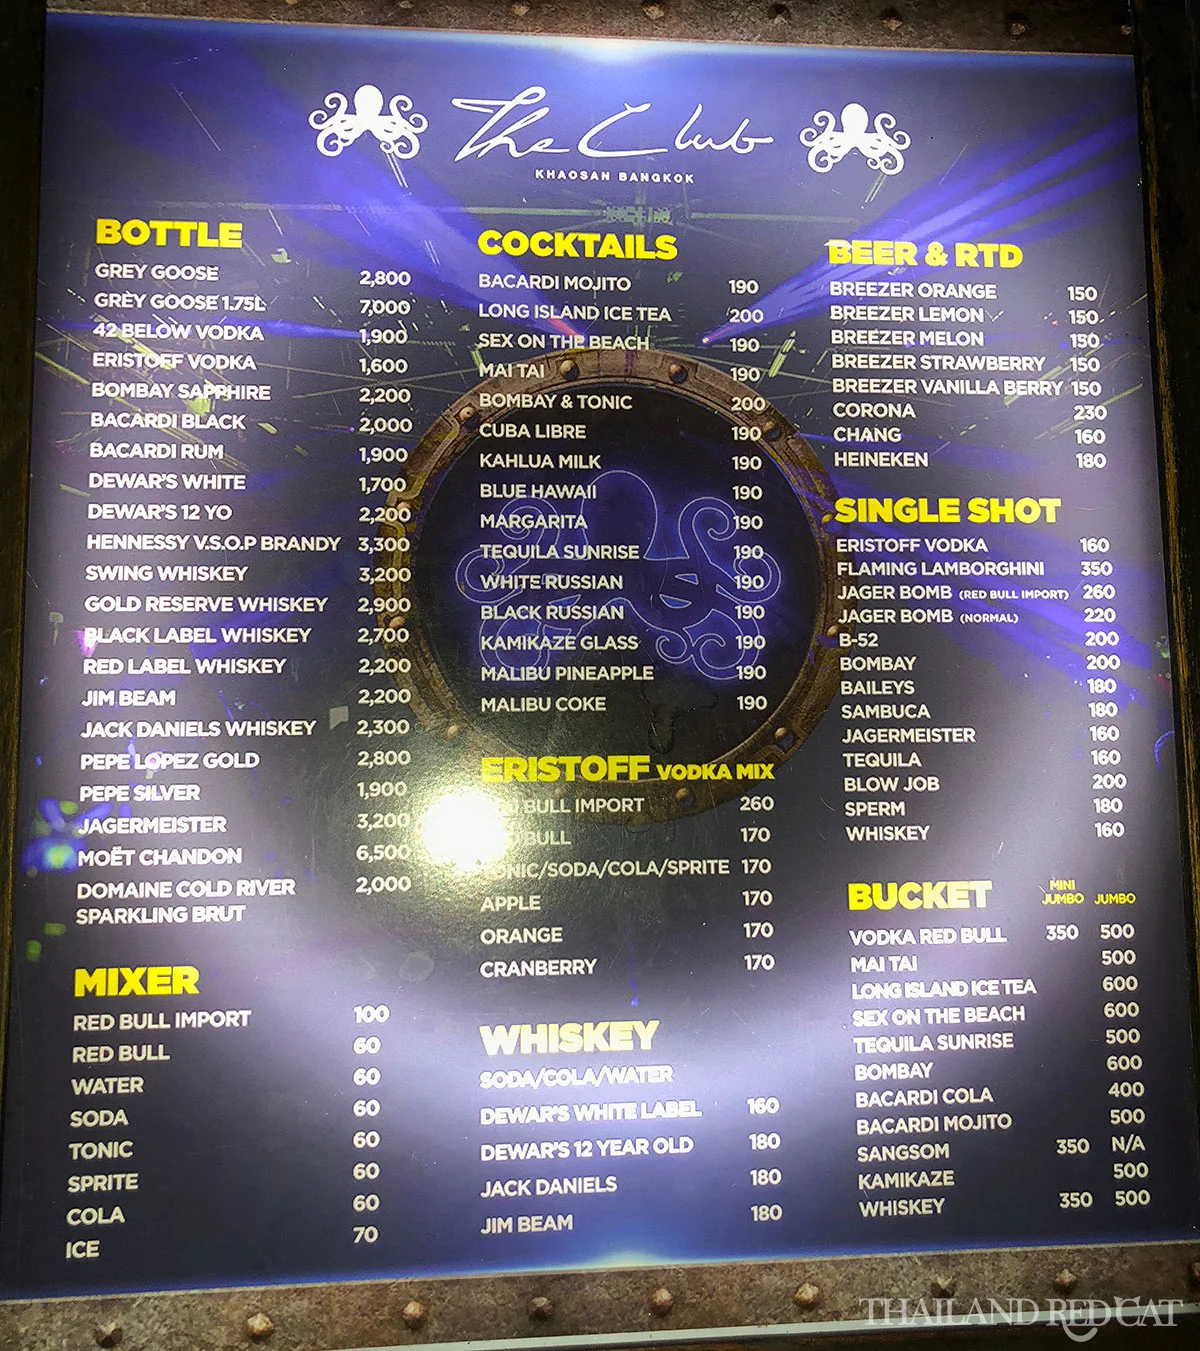 The Club
KHAOSAN BANGKOK
BOTTLE
GREY GOOSE 2,800
GREY GOOSE 1.75L 7,000
42 BELOW VODKA 1,900
ERISTOFF VODKA 1,600
BOMBAY SAPPHIRE 2,200
BACARDI BLACK 2,000
BACARDI RUM 1,900
DEWAR'S WHITE 1,700
DEWAR'S 12 YO 2,200
HENNESSY V.S.O.P BRANDY 3,300
SWING WHISKEY 3,200
GOLD RESERVE WHISKEY 2,900
BLACK LABEL WHISKEY 2,700
RED LABEL WHISKEY 2,200
JIM BEAM 2,200
JACK DANIELS WHISKEY 2,300
PEPE LOPEZ GOLD 2,800
PEPE SILVER 1,900
JAGERMEISTER 3,200
MOËT CHANDON 6,500
DOMAINE COLD RIVER 2,000
SPARKLING BRUT
MIXER
RED BULL IMPORT 100
RED BULL 60
WATER 60
SODA 60
TONIC 60
SPRITE 60
COLA 60
ICE 70
COCKTAILS
BACARDI MOJITO 190
LONG ISLAND ICE TEA 200
SEX ON THE BEACH 190
MAI TAI 190
BOMBAY & TONIC 200
CUBA LIBRE 190
KAHLUA MILK 190
BLUE HAWAII 190
MARGARITA 190
TEQUILA SUNRISE 190
WHITE RUSSIAN 190
BLACK RUSSIAN 190
KAMIKAZE GLASS 190
MALIBU PINEAPPLE 190
MALIBU COKE 190
ERISTOFF VODKA MIX
BULL IMPORT 260
BULL 170
TONIC/SODA/COLA/SPRITE 170
APPLE 170
ORANGE 170
CRANBERRY 170
WHISKEY
SODA/COLA/WATER
DEWAR'S WHITE LABEL 160
DEWAR'S 12 YEAR OLD 180
JACK DANIELS 180
JIM BEAM 180
BEER & RTD
BREEZER ORANGE 150
BREEZER LEMON 150
BREEZER MELON 150
BREEZER STRAWBERRY 150
BREEZER VANILLA BERRY 150
CORONA 230
CHANG 160
HEINEKEN 180
SINGLE SHOT
ERISTOFF VODKA 160
FLAMING LAMBORGHINI 350
JAGER BOMB (RED BULL IMPORT) 260
JAGER BOMB (NORMAL) 220
B-52 200
BOMBAY 200
BAILEYS 180
SAMBUCA 180
JAGERMEISTER 160
TEQUILA 160
BLOW JOB 200
SPERM 180
WHISKEY 160
BUCKET MINI JUMBO JUMBO
VODKA RED BULL 350 500
MAI TAI 500
LONG ISLAND ICE TEA 600
SEX ON THE BEACH 600
TEQUILA SUNRISE 500
BOMBAY 600
BACARDI COLA 400
BACARDI MOJITO 500
SANGSOM 350 N/A
KAMIKAZE 500
WHISKEY 350 500
THAILAND REDCAT